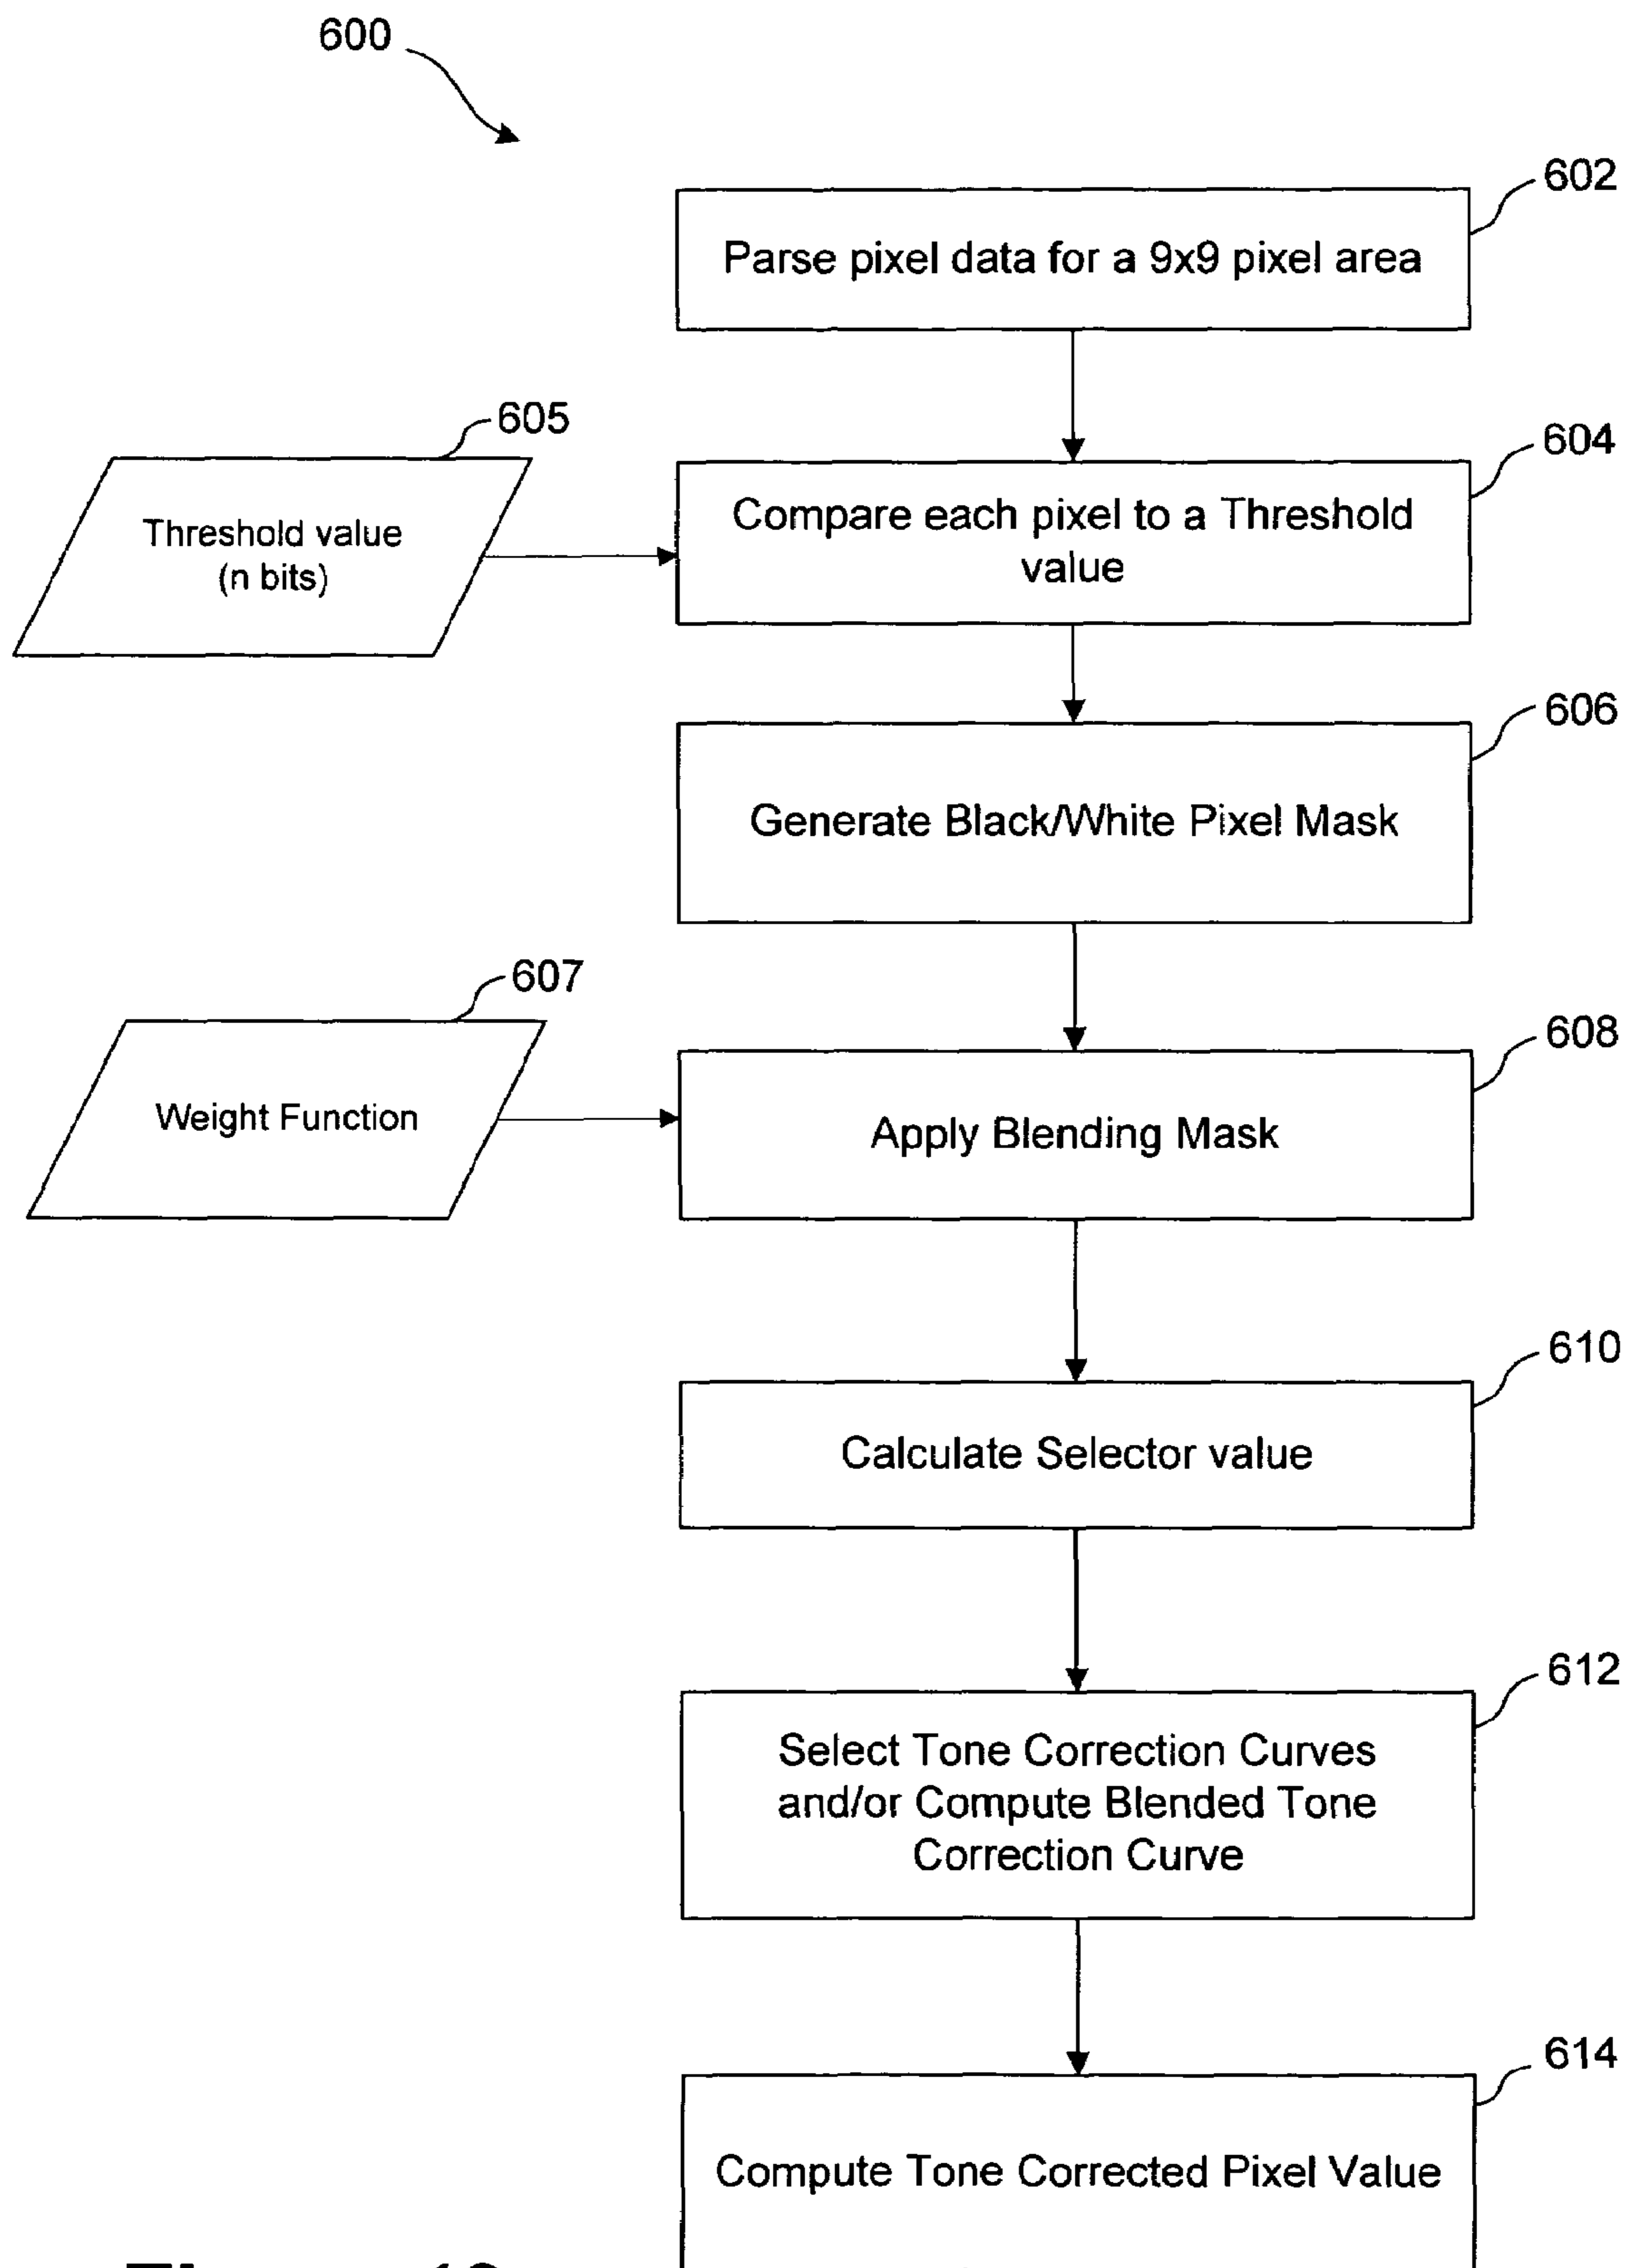 600
602
Parse pixel data for a 9x9 pixel area
605
604
Threshold value
(n bits)
Compare each pixel to a Threshold
value
606
Generate Black/White Pixel Mask
607
608
Weight Function
Apply Blending Mask
610
Calculate Selector value
612
Select Tone Correction Curves
and/or Compute Blended Tone
Correction Curve
614
Compute Tone Corrected Pixel Value